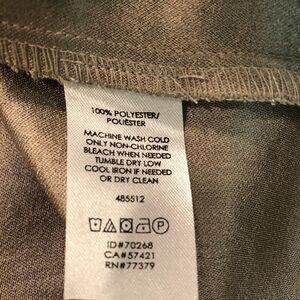 100% POLYESTER/
POLIÉSTER
MACHINE WASH COLD
ONLY NON-CHLORINE
BLEACH WHEN NEEDED
TUMBLE DRY LOW
COOL IRON IF NEEDED
OR DRY CLEAN
485512
P
ID#70268
CA#57421
RN#77379